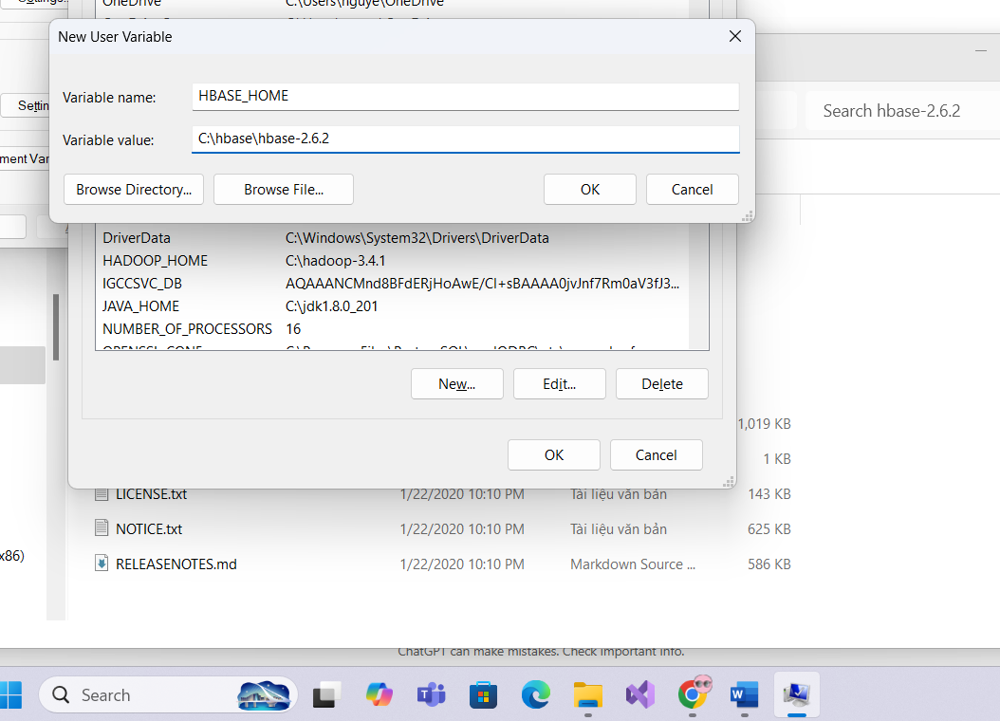 Settings...
OneDrive C:\Users\nguye\OneDrive
New User Variable
Variable name: HBASE_HOME
Search hbase-2.6.2
Variable value: C:\hbase\hbase-2.6.2
ment Var
Browse Directory... Browse File... OK Cancel
DriverData C:\Windows\System32\Drivers\DriverData
HADOOP_HOME C:\hadoop-3.4.1
IGCCSVC_DB AQAAANCMnd8BFdERjHoAwE/Cl+sBAAAA0jvJnf7Rm0aV3fJ3...
JAVA_HOME C:\jdk1.8.0_201
NUMBER_OF_PROCESSORS 16
New... Edit... Delete
1,019 KB
OK Cancel
1 KB
LICENSE.txt 1/22/2020 10:10 PM Tài liệu văn bản 143 KB
NOTICE.txt 1/22/2020 10:10 PM Tài liệu văn bản 625 KB
x86)
RELEASENOTES.md 1/22/2020 10:10 PM Markdown Source ... 586 KB
ChatGPT can make mistakes. Check important info.
Search